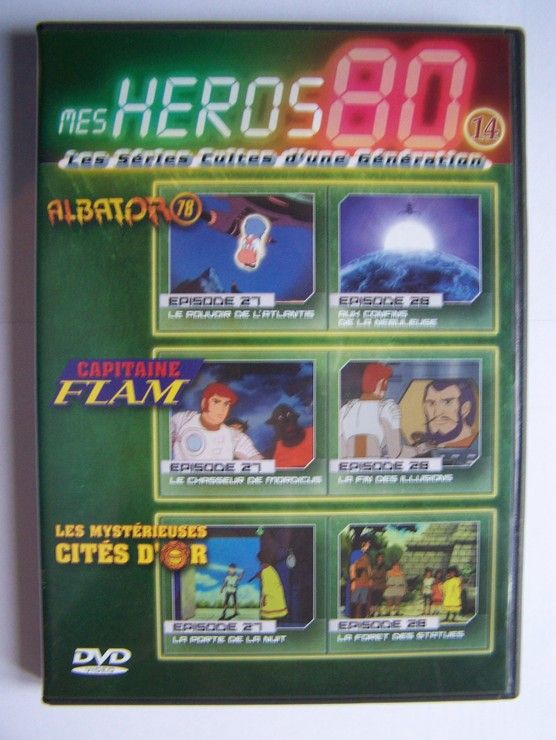 MES HEROS 80
14
Les Séries Cultes d'une Génération
ALBATOR 78
EPISODE 27
LE POUVOIR DE L'ATLANTIS
EPISODE 28
AUX CONFINS
DE LA NEBULEUSE
CAPITAINE
FLAM
EPISODE 27
LE CHASSEUR DE MORDICUS
EPISODE 28
LA FIN DES ILLUSIONS
LES MYSTÉRIEUSES
CITÉS D'OR
EPISODE 27
LA PORTE DE LA NUIT
EPISODE 28
LA FORET DES STATUES
DVD
VIDEO